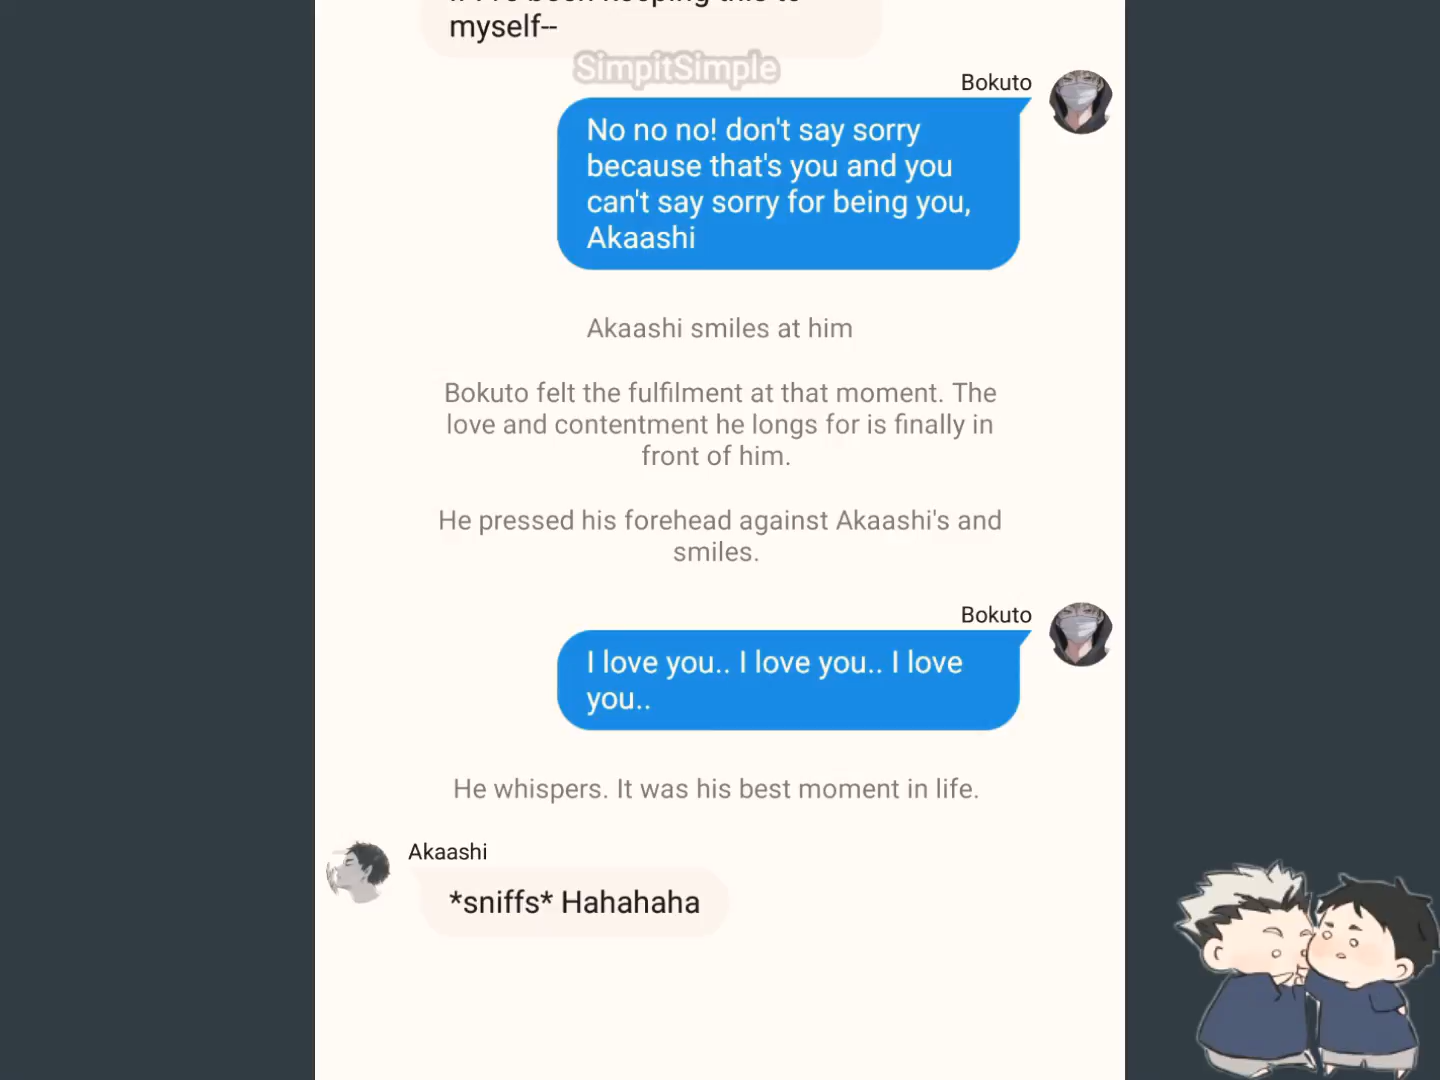 myself--
SimpitSimple
Bokuto
No no no! don't say sorry
because that's you and you
can't say sorry for being you,
Akaashi
Akaashi smiles at him
Bokuto felt the fulfilment at that moment. The
love and contentment he longs for is finally in
front of him.
He pressed his forehead against Akaashi's and
smiles.
Bokuto
I love you.. I love you.. I love
you..
He whispers. It was his best moment in life.
Akaashi
*sniffs* Hahahaha